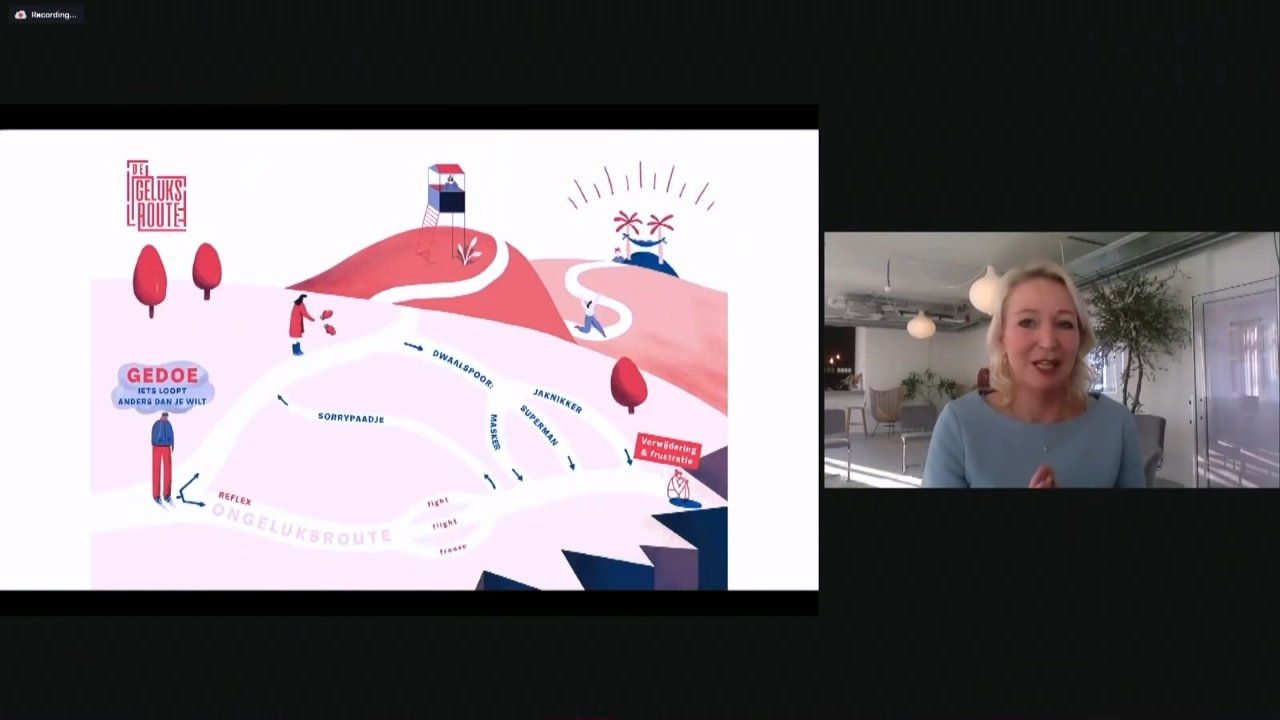 Recording...
DE
GELUKS
ROUTE
GEDOE
IETS LOOPT
ANDERS DAN JE WILT
DWAALSPOOR:
JAKNIKKER
SUPERMAN
MASKER
SORRYPAADJE
Verwijdering
& frustratie
REFLEX
ONGELUKSROUTE
fight
flight
freeze